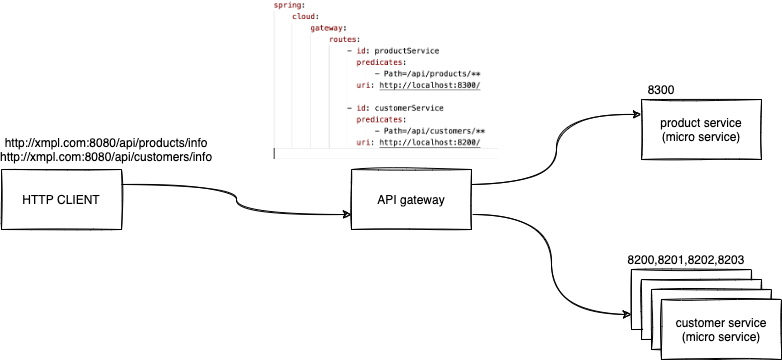 spring:
cloud:
gateway:
routes:
- id: productService
predicates:
- Path=/api/products/**
uri: http://localhost:8300/
- id: customerService
predicates:
- Path=/api/customers/**
uri: http://localhost:8200/
http://xmpl.com:8080/api/products/info
http://xmpl.com:8080/api/customers/info
HTTP CLIENT
API gateway
8300
product service
(micro service)
8200,8201,8202,8203
customer service
(micro service)